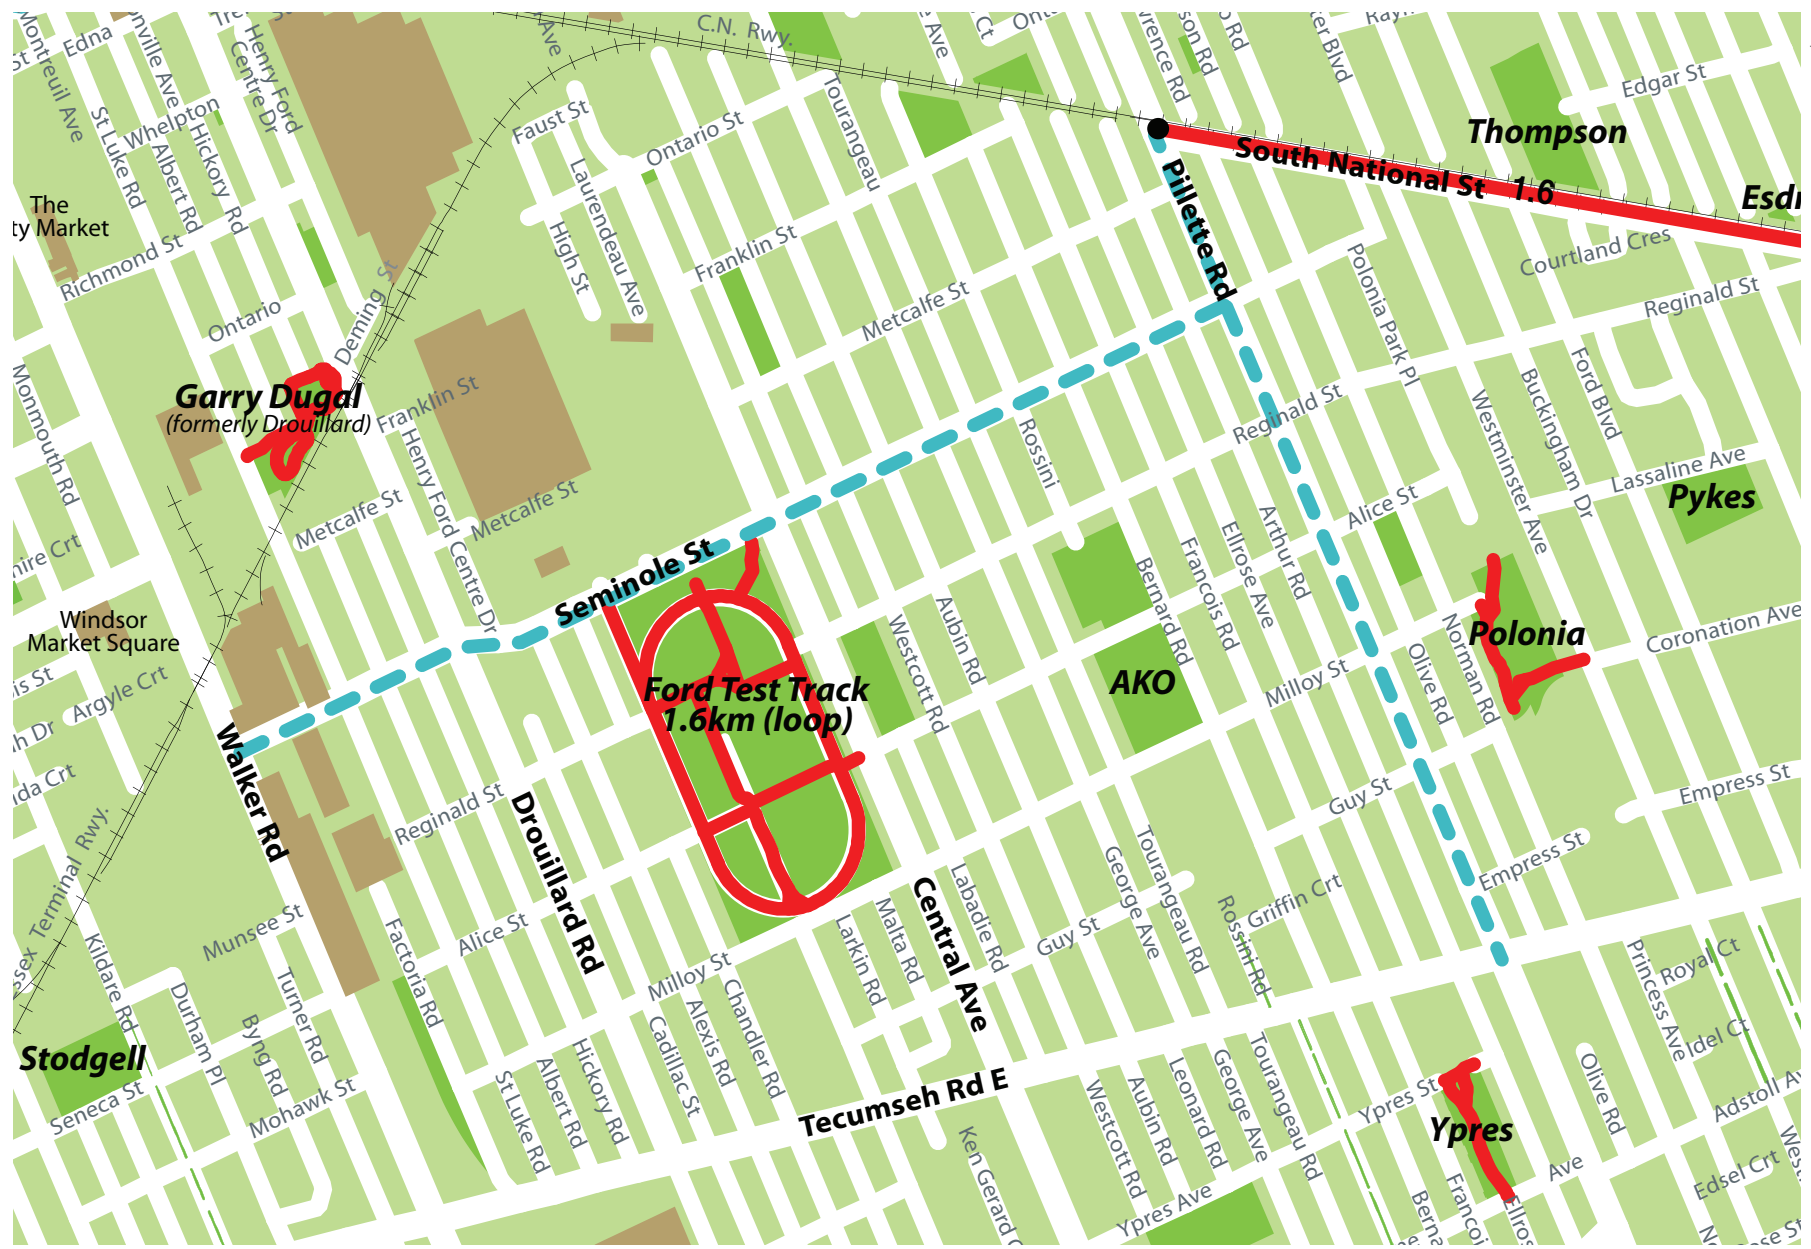 C.N. Rwy.
Edna
St
Montreuil Ave
Henry Ford
Centre Dr
Whelpton
St Luke Rd
Albert Rd
Hickory Rd
Faust St
Ontario St
Tourangeau
Laurendeau Ave
High St
Franklin St
Metcalfe St
Edgar St
Thompson
South National St 1.6
Pillette Rd
Courtland Cres
Reginald St
Polonia Park Pl
The
ty Market
Richmond St
Ontario
Deming St
Garry Dugal
(formerly Drouillard)
Franklin St
Henry Ford Centre Dr
Metcalfe St
Metcalfe St
Monmouth Rd
Rossini
Reginald St
Westminster Ave
Buckingham Dr
Ford Blvd
Lassaline Ave
Pykes
Alice St
Arthur Rd
Ellrose Ave
Francois Rd
Bernard Rd
Seminole St
Windsor
Market Square
Argyle Crt
Walker Rd
Ford Test Track
1.6km (loop)
Westcott Rd
Aubin Rd
AKO
Milloy St
Olive Rd
Norman Rd
Polonia
Coronation Ave
Reginald St
Drouillard Rd
Guy St
Empress St
Empress St
Griffin Crt
Rossini Rd
Tourangeau Rd
George Ave
Guy St
Labadie Rd
Central Ave
Malta Rd
Larkin Rd
Milloy St
Alice St
Factoria Rd
Munsee St
Turner Rd
Byng Rd
Durham Pl
Kildare Rd
Terminal Rwy.
Stodgell
Seneca St
Mohawk St
St Luke Rd
Albert Rd
Hickory Rd
Cadillac St
Alexis Rd
Chandler Rd
Tecumseh Rd E
Ken Gerard
Westcott Rd
Aubin Rd
Leonard Rd
George Ave
Tourangeau Rd
Ypres Ave
Ypres St
Ypres
Ave
Olive Rd
Princess Ave
Royal Ct
Idel Ct
Edsel Crt